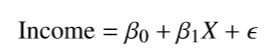 Income = β₀ + β₁X + ϵ